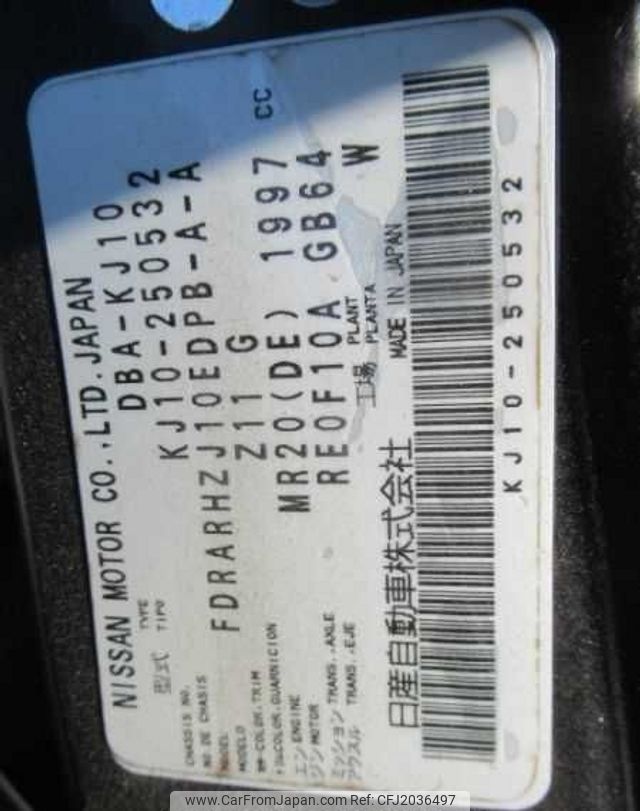 NISSAN MOTOR CO.,LTD.JAPAN
型式 TYPE TIPO DBA-KJ10
CHASSIS NO. NO DE CHASIS KJ10-250532
MODEL MODELO FDRARHZJ10EDPB-A-A
COLOR.TRIM COLOR.GUARNICION Z11 G
エンジン ENGINE MOTOR MR20(DE) 1997 CC
ミッション アクスル TRANS..AXLE TRANS..EJE RE0F10A GB64
工場 PLANT PLANTA W
日産自動車株式会社 MADE IN JAPAN
KJ10-250532
www.CarFromJapan.com Ref:CFJ2036497